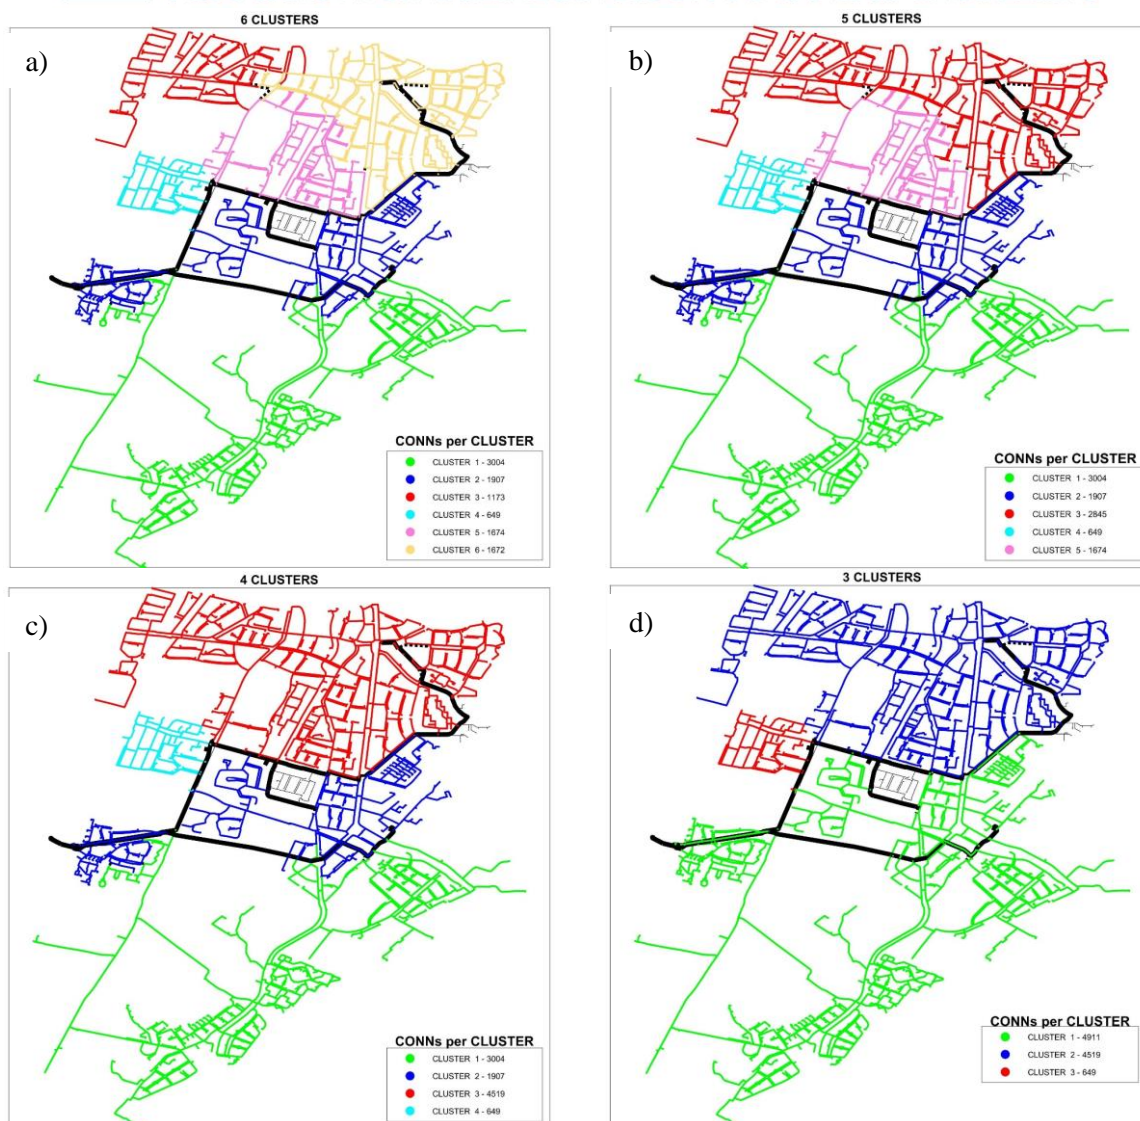 6 CLUSTERS
a)
CONNs per CLUSTER
CLUSTER 1 - 3004
CLUSTER 2 - 1907
CLUSTER 3 - 1173
CLUSTER 4 - 649
CLUSTER 5 - 1674
CLUSTER 6 - 1672
5 CLUSTERS
b)
CONNs per CLUSTER
CLUSTER 1 - 3004
CLUSTER 2 - 1907
CLUSTER 3 - 2845
CLUSTER 4 - 649
CLUSTER 5 - 1674
4 CLUSTERS
c)
CONNs per CLUSTER
CLUSTER 1 - 3004
CLUSTER 2 - 1907
CLUSTER 3 - 4519
CLUSTER 4 - 649
3 CLUSTERS
d)
CONNs per CLUSTER
CLUSTER 1 - 4911
CLUSTER 2 - 4519
CLUSTER 3 - 649